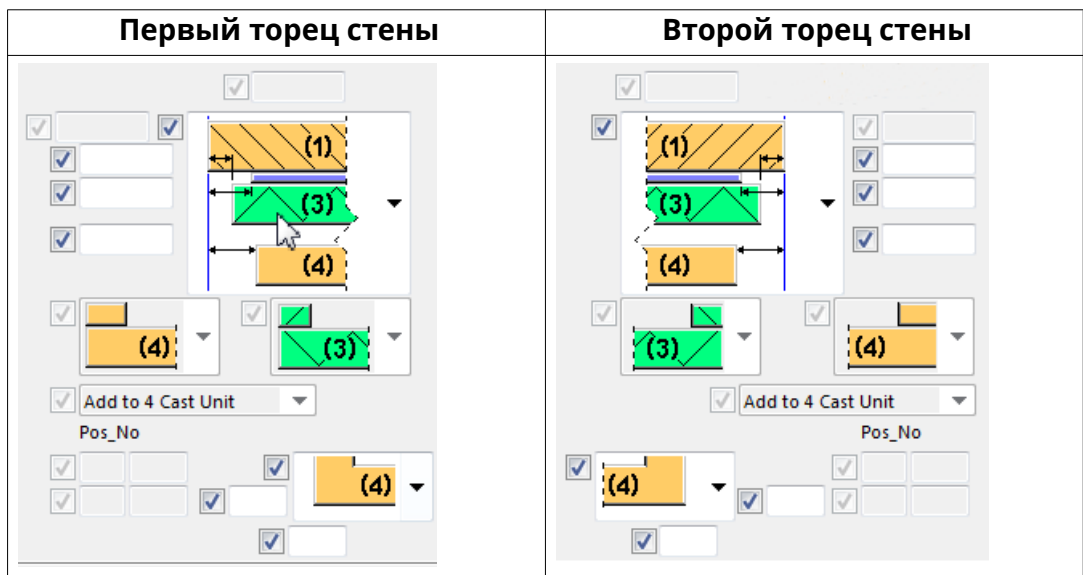 Первый торец стены
Второй торец стены
(1)
(3)
(4)
(4)
(3)
Add to 4 Cast Unit
Pos_No
(4)
(1)
(3)
(4)
(3)
(4)
Add to 4 Cast Unit
Pos_No
(4)